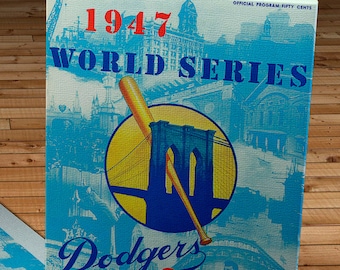 OFFICIAL PROGRAM-FIFTY CENTS
1947
WORLD SERIES
Dodgers